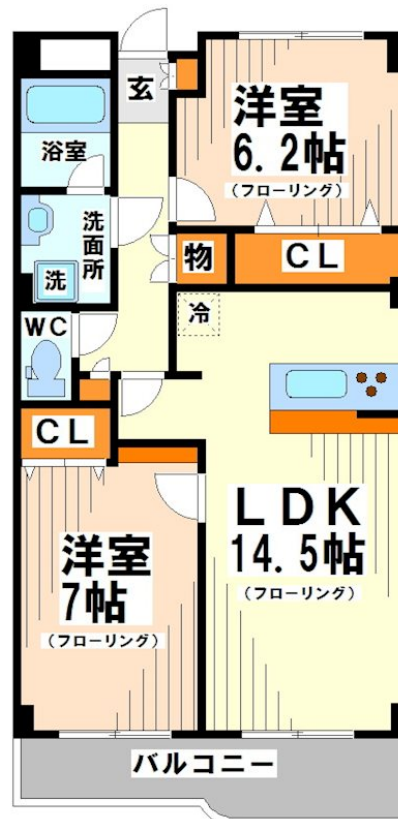 玄
洋室
6.2帖
(フローリング)
浴室
洗面所
洗
物
CL
冷
WC
CL
LDK
14.5帖
(フローリング)
洋室
7帖
(フローリング)
バルコニー